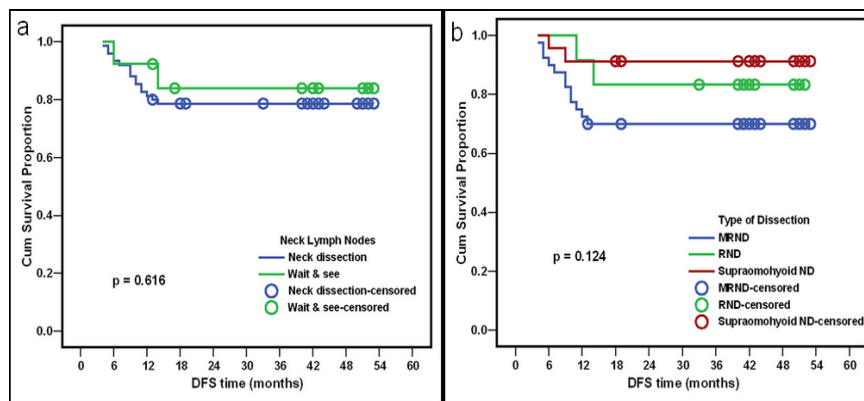 a
Cum Survival Proportion
1.0
0.8
0.6
0.4
0.2
0.0
Neck Lymph Nodes
Neck dissection
Wait & see
Neck dissection-censored
Wait & see-censored
p = 0.616
0 6 12 18 24 30 36 42 48 54 60
DFS time (months)
b
Cum Survival Proportion
1.0
0.8
0.6
0.4
0.2
0.0
Type of Dissection
MRND
RND
Supraomohyoid ND
MRND-censored
RND-censored
Supraomohyoid ND-censored
p = 0.124
0 6 12 18 24 30 36 42 48 54 60
DFS time (months)